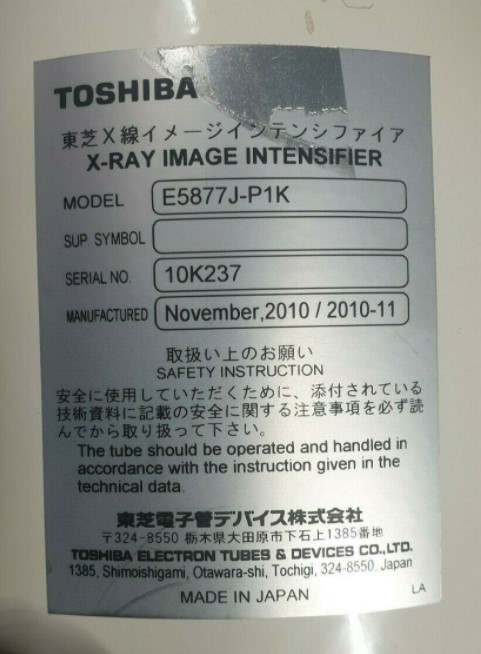 TOSHIBA
東芝X線イメージインテンシファイア
X-RAY IMAGE INTENSIFIER
MODEL E5877J-P1K
SUP. SYMBOL
SERIAL NO. 10K237
MANUFACTURED November,2010 / 2010-11
取扱い上のお願い
SAFETY INSTRUCTION
安全に使用していただくために、添付されている
技術資料に記載の安全に関する注意事項を必ず読
んでから取り扱って下さい。
The tube should be operated and handled in
accordance with the instruction given in the
technical data.
東芝電子管デバイス株式会社
〒324-8550 栃木県大田原市下石上1385番地
TOSHIBA ELECTRON TUBES & DEVICES CO.,LTD.
1385, Shimoishigami, Otawara-shi, Tochigi, 324-8550, Japan
MADE IN JAPAN LA